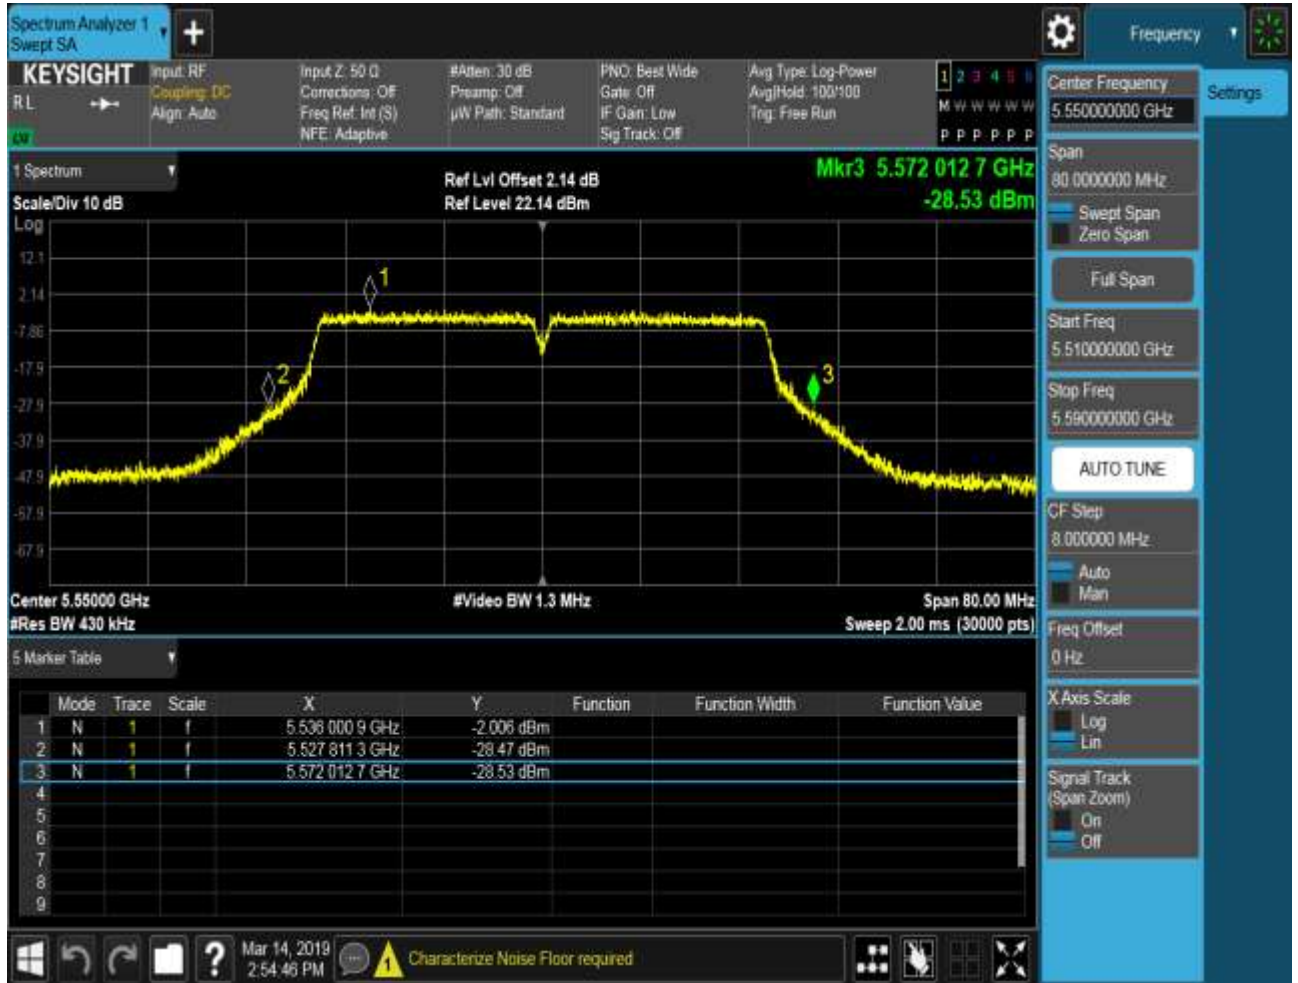 Spectrum Analyzer 1
Swept SA
+
Frequency
KEYSIGHT
RL
Input: RF
Coupling: DC
Align: Auto
Input Z: 50 Ω
Corrections: Off
Freq Ref: Int (S)
NFE: Adaptive
#Atten: 30 dB
Preamp: Off
µW Path: Standard
PNO: Best Wide
Gate: Off
IF Gain: Low
Sig Track: Off
Avg Type: Log-Power
Avg|Hold: 100/100
Trig: Free Run
1 2 3 4 5 6
M W W W W W
P P P P P P
1 Spectrum
Scale/Div 10 dB
Ref Lvl Offset 2.14 dB
Ref Level 22.14 dBm
Mkr3 5.572 012 7 GHz
-28.53 dBm
Log
12.1
2.14
-7.86
-17.9
-27.9
-37.9
-47.9
-57.9
-67.9
1
2
3
Center 5.55000 GHz
#Res BW 430 kHz
#Video BW 1.3 MHz
Span 80.00 MHz
Sweep 2.00 ms (30000 pts)
5 Marker Table
Mode Trace Scale X Y Function Function Width Function Value
1 N 1 f 5.536 000 9 GHz -2.006 dBm
2 N 1 f 5.527 811 3 GHz -28.47 dBm
3 N 1 f 5.572 012 7 GHz -28.53 dBm
4
5
6
7
8
9
Center Frequency
5.550000000 GHz
Settings
Span
80.0000000 MHz
Swept Span
Zero Span
Full Span
Start Freq
5.510000000 GHz
Stop Freq
5.590000000 GHz
AUTO TUNE
CF Step
8.000000 MHz
Auto
Man
Freq Offset
0 Hz
X Axis Scale
Log
Lin
Signal Track
(Span Zoom)
On
Off
?
Mar 14, 2019
2:54:46 PM
1
Characterize Noise Floor required